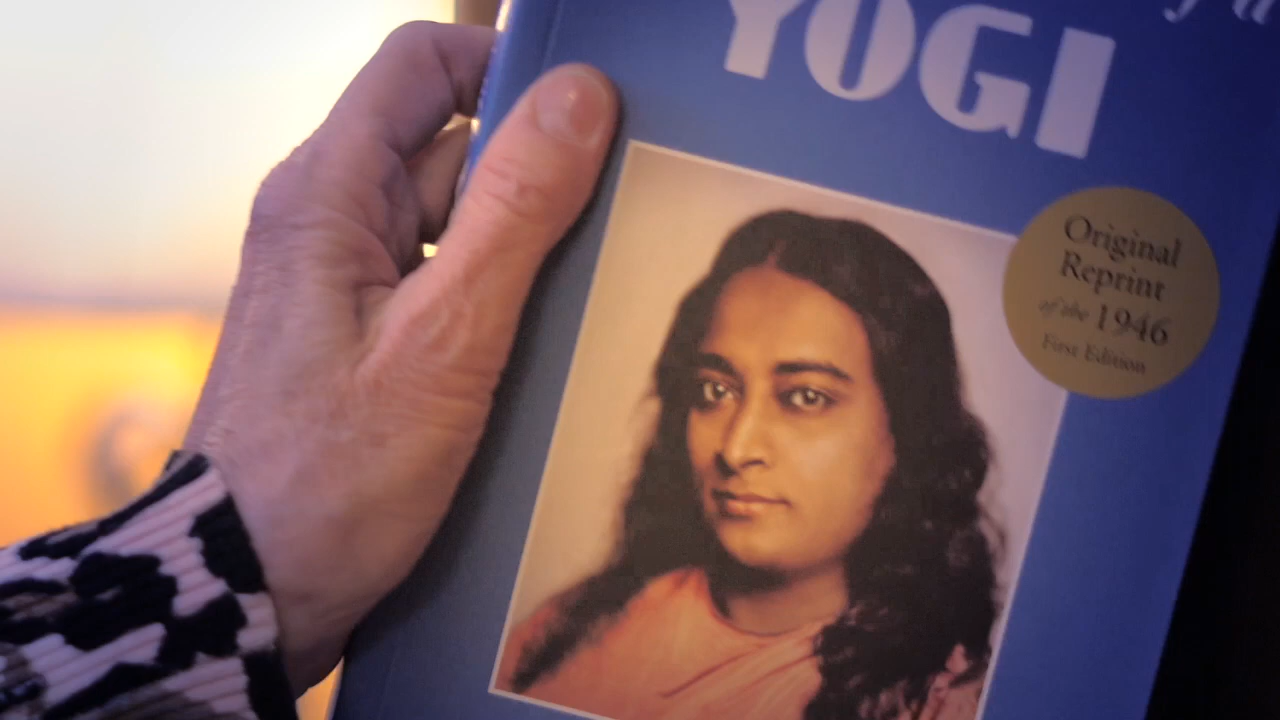 YOGI
Original
Reprint
of the 1946
First Edition